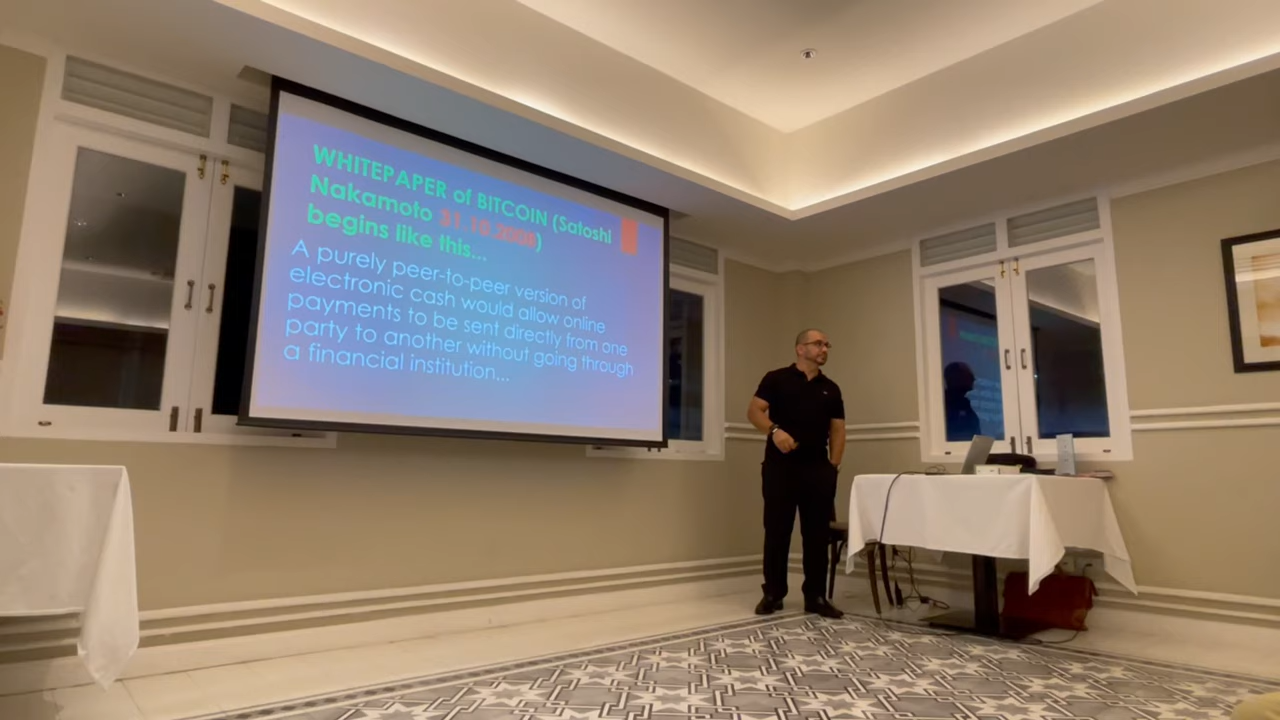 WHITEPAPER of BITCOIN (Satoshi
Nakamoto 31.10.2008)
begins like this...
A purely peer-to-peer version of
electronic cash would allow online
payments to be sent directly from one
party to another without going through
a financial institution...